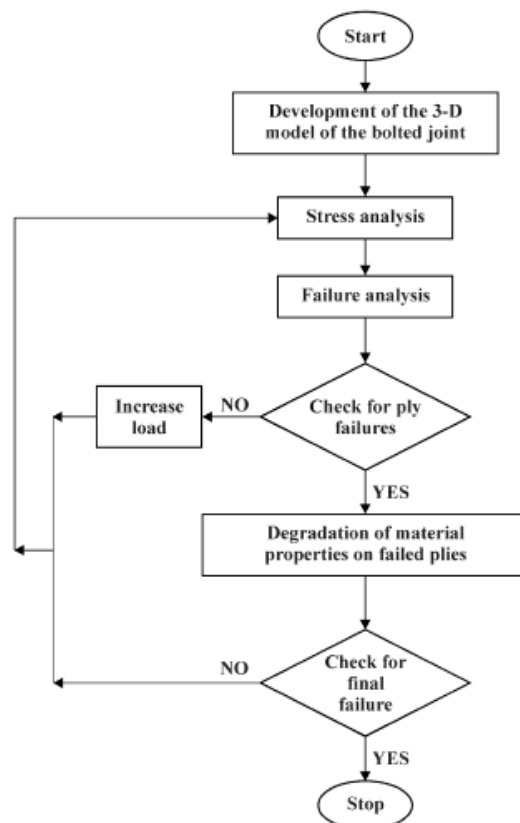 Start
Development of the 3-D
model of the bolted joint
Stress analysis
Failure analysis
Increase
load
NO
Check for ply
failures
YES
Degradation of material
properties on failed plies
NO
Check for
final
failure
YES
Stop